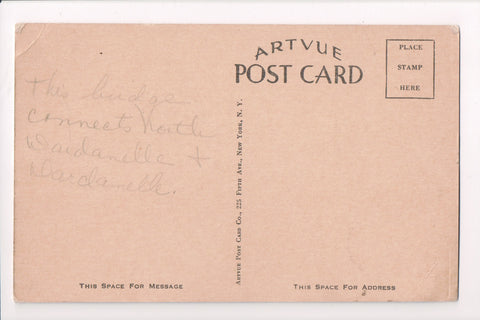 This bridge
connects North
Dardanelle +
Dardanelle.
ARTVUE
POST CARD
PLACE
STAMP
HERE
Artvue Post Card Co., 225 Fifth Ave., New York, N. Y.
This Space For Message
This Space For Address